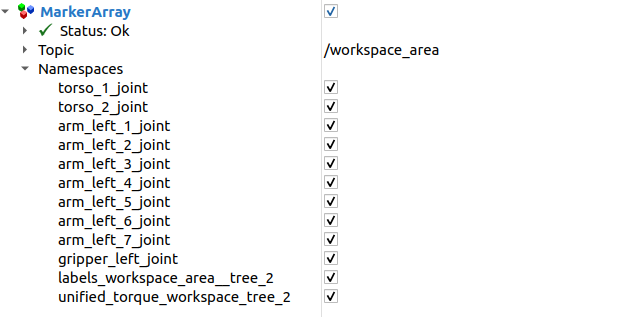 MarkerArray
Status: Ok
Topic /workspace_area
Namespaces
torso_1_joint
torso_2_joint
arm_left_1_joint
arm_left_2_joint
arm_left_3_joint
arm_left_4_joint
arm_left_5_joint
arm_left_6_joint
arm_left_7_joint
gripper_left_joint
labels_workspace_area__tree_2
unified_torque_workspace_tree_2